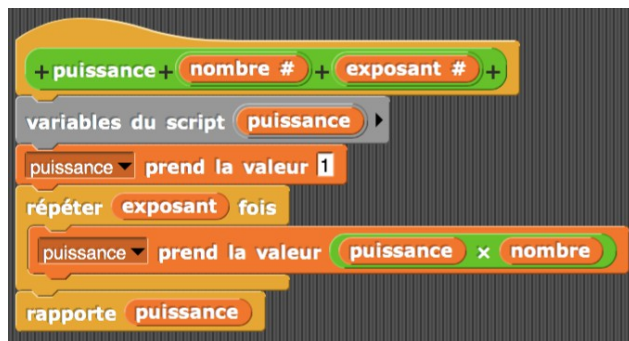 + puissance + nombre # + exposant # +
variables du script puissance
puissance prend la valeur 1
répéter exposant fois
puissance prend la valeur puissance × nombre
rapporte puissance